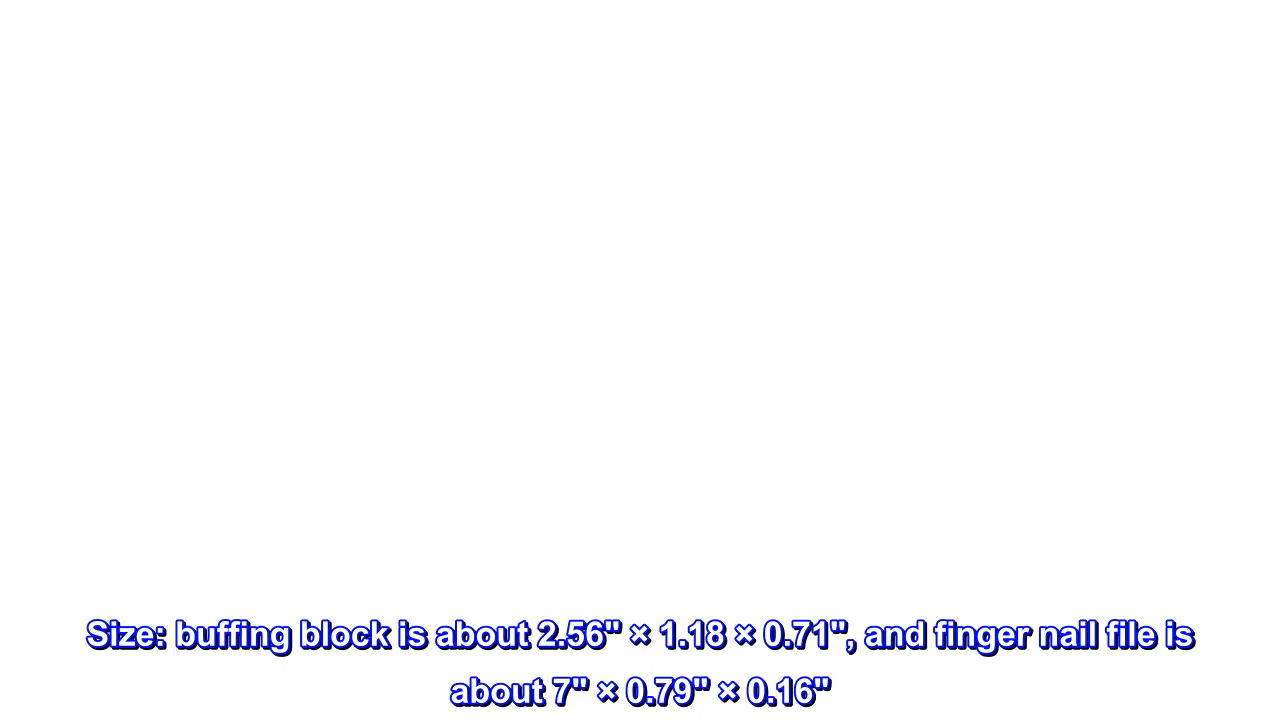 Size: buffing block is about 2.56" × 1.18 × 0.71", and finger nail file is
about 7" × 0.79" × 0.16"